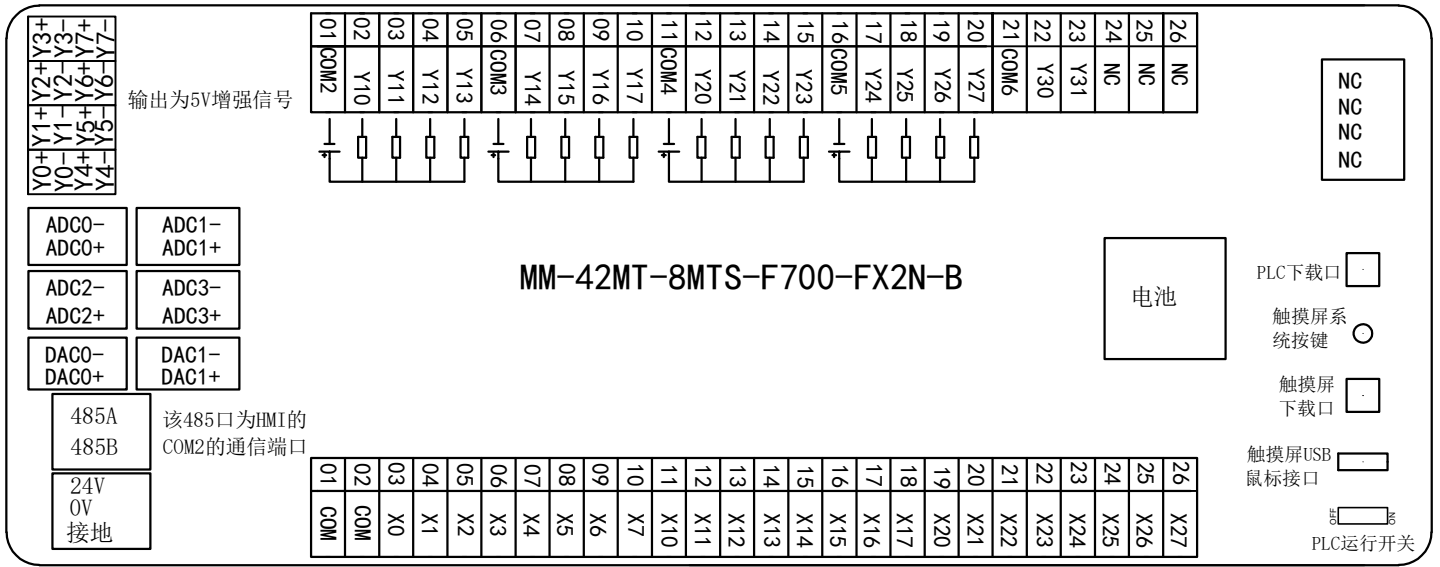 Y3+ Y3- Y7+ Y7-
Y2+ Y2- Y6+ Y6-
Y1+ Y1- Y5+ Y5-
Y0+ Y0- Y4+ Y4-
输出为5V增强信号
01 02 03 04 05 06 07 08 09 10 11 12 13 14 15 16 17 18 19 20 21 22 23 24 25 26
COM2 Y10 Y11 Y12 Y13 COM3 Y14 Y15 Y16 Y17 COM4 Y20 Y21 Y22 Y23 COM5 Y24 Y25 Y26 Y27 COM6 Y30 Y31 NC NC NC
NC
NC
NC
NC
ADC0-
ADC0+
ADC1-
ADC1+
ADC2-
ADC2+
ADC3-
ADC3+
DAC0-
DAC0+
DAC1-
DAC1+
MM-42MT-8MTS-F700-FX2N-B
电池
PLC下载口
触摸屏系
统按键
触摸屏
下载口
触摸屏USB
鼠标接口
OFF ON
PLC运行开关
485A
485B
该485口为HMI的
COM2的通信端口
24V
0V
接地
01 02 03 04 05 06 07 08 09 10 11 12 13 14 15 16 17 18 19 20 21 22 23 24 25 26
COM COM X0 X1 X2 X3 X4 X5 X6 X7 X10 X11 X12 X13 X14 X15 X16 X17 X20 X21 X22 X23 X24 X25 X26 X27